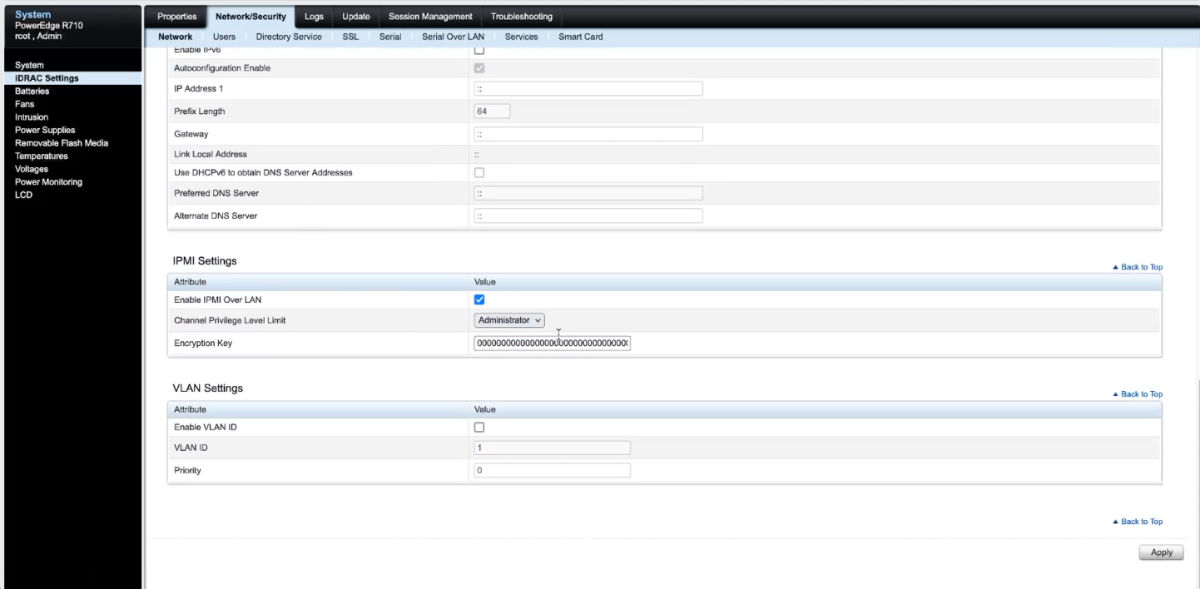 System
PowerEdge R710
root , Admin
Properties Network/Security Logs Update Session Management Troubleshooting
Network Users Directory Service SSL Serial Serial Over LAN Services Smart Card
System
iDRAC Settings
Batteries
Fans
Intrusion
Power Supplies
Removable Flash Media
Temperatures
Voltages
Power Monitoring
LCD
Enable IPv6
Autoconfiguration Enable
IP Address 1 ::
Prefix Length 64
Gateway ::
Link Local Address ::
Use DHCPv6 to obtain DNS Server Addresses
Preferred DNS Server ::
Alternate DNS Server ::
IPMI Settings
▲ Back to Top
Attribute Value
Enable IPMI Over LAN
Channel Privilege Level Limit Administrator
Encryption Key
VLAN Settings
▲ Back to Top
Attribute Value
Enable VLAN ID
VLAN ID 1
Priority 0
▲ Back to Top
Apply